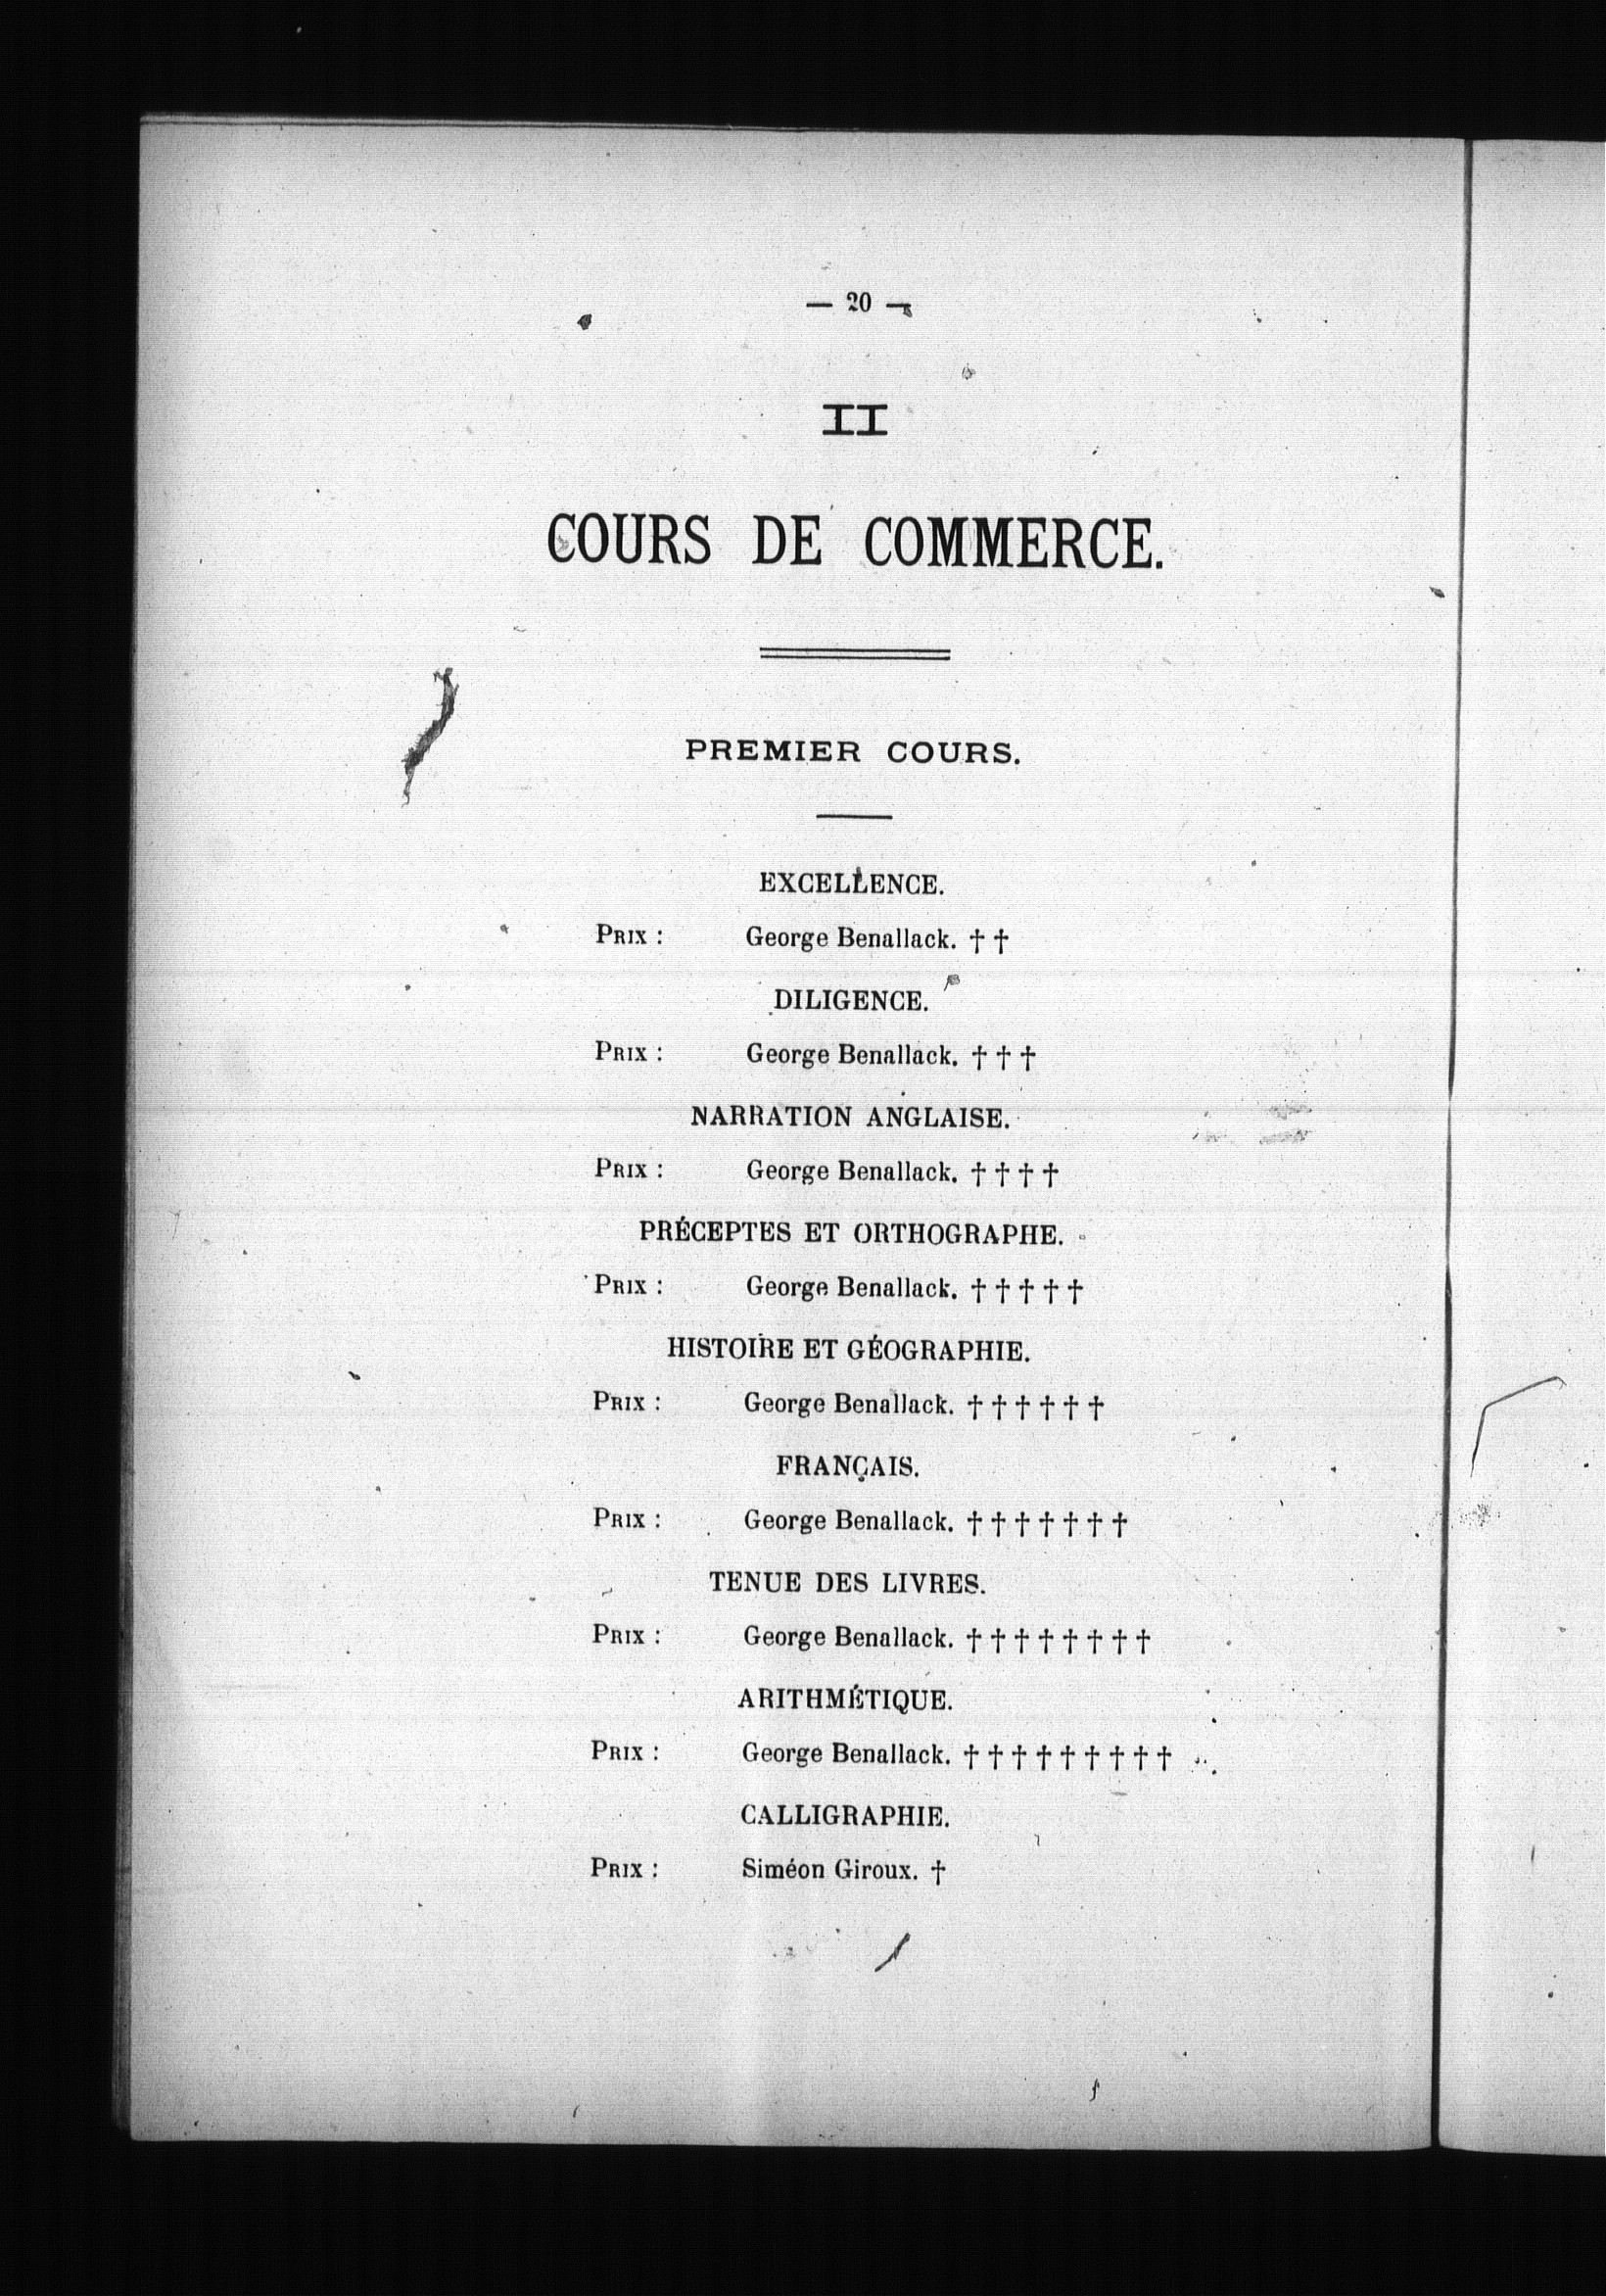 — 20 —
II
COURS DE COMMERCE.
PREMIER COURS.
EXCELLENCE.
PRIX : George Benallack. † †
DILIGENCE.
PRIX : George Benallack. † † †
NARRATION ANGLAISE.
PRIX : George Benallack. † † † †
PRÉCEPTES ET ORTHOGRAPHE.
PRIX : George Benallack. † † † † †
HISTOIRE ET GÉOGRAPHIE.
PRIX : George Benallack. † † † † † †
FRANÇAIS.
PRIX : George Benallack. † † † † † † †
TENUE DES LIVRES.
PRIX : George Benallack. † † † † † † † †
ARITHMÉTIQUE.
PRIX : George Benallack. † † † † † † † † †
CALLIGRAPHIE.
PRIX : Siméon Giroux. †